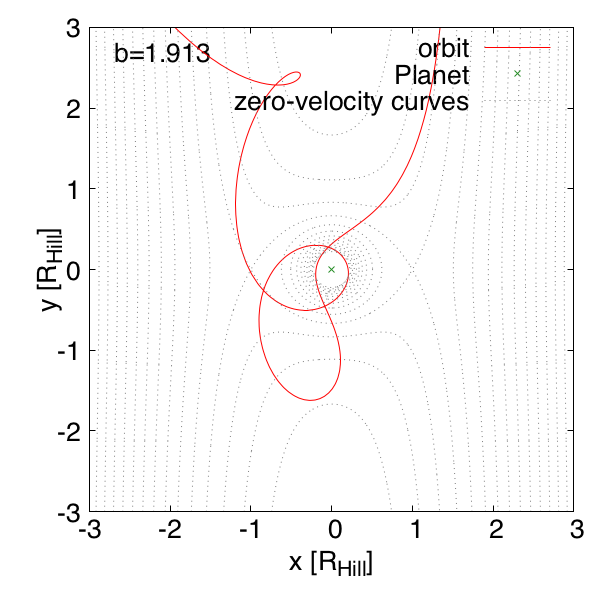 3
b=1.913
orbit
Planet
2
zero-velocity curves
1
0
-1
-2
-3
y [R_Hill]
-3 -2 -1 0 1 2 3
x [R_Hill]